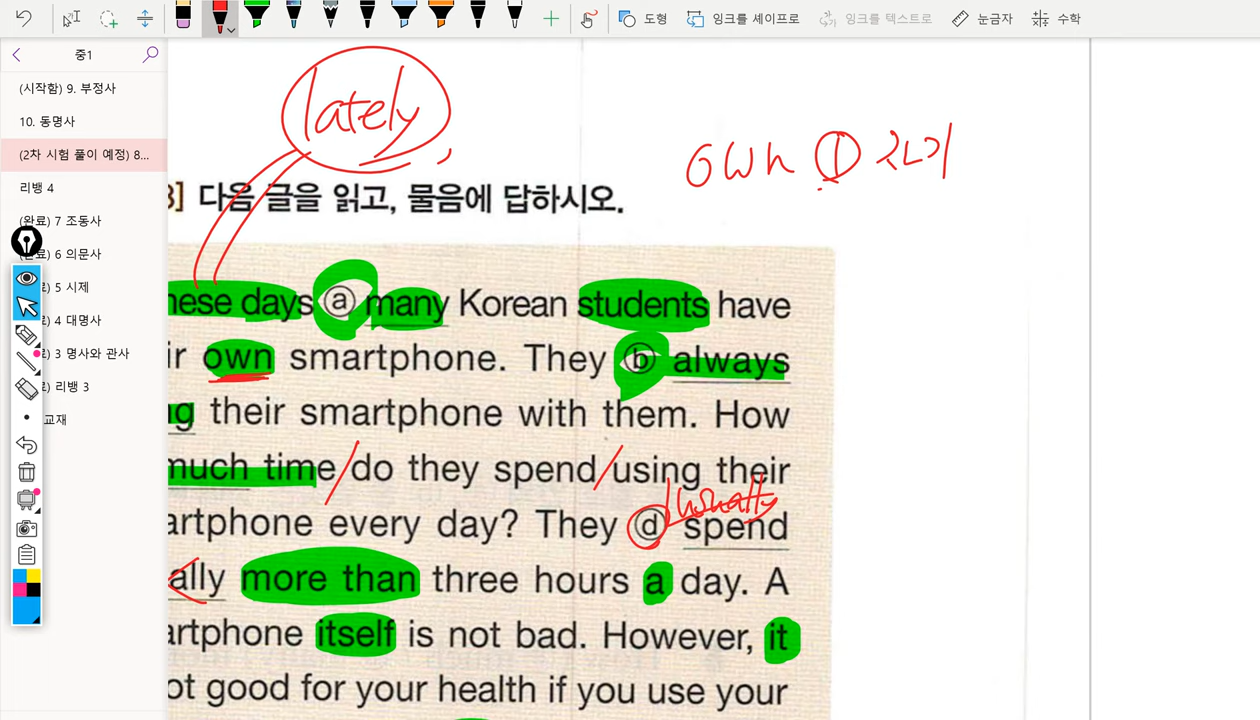 도형
잉크를 셰이프로
잉크를 텍스트로
눈금자
수학
중1
(시작함) 9. 부정사
10. 동명사
(2차 시험 풀이 예정) 8...
리뱅 4
(완료) 7 조동사
료) 6 의문사
료) 5 시제
료) 4 대명사
료) 3 명사와 관사
료) 리뱅 3
교재
lately,
own ①
3] 다음 글을 읽고, 물음에 답하시오.
hese days ⓐ many Korean students have
ir own smartphone. They ⓑ always
ng their smartphone with them. How
much time/do they spend/using their
usually
artphone every day? They ⓓ spend
ally more than three hours a day. A
artphone itself is not bad. However, it
ot good for your health if you use your